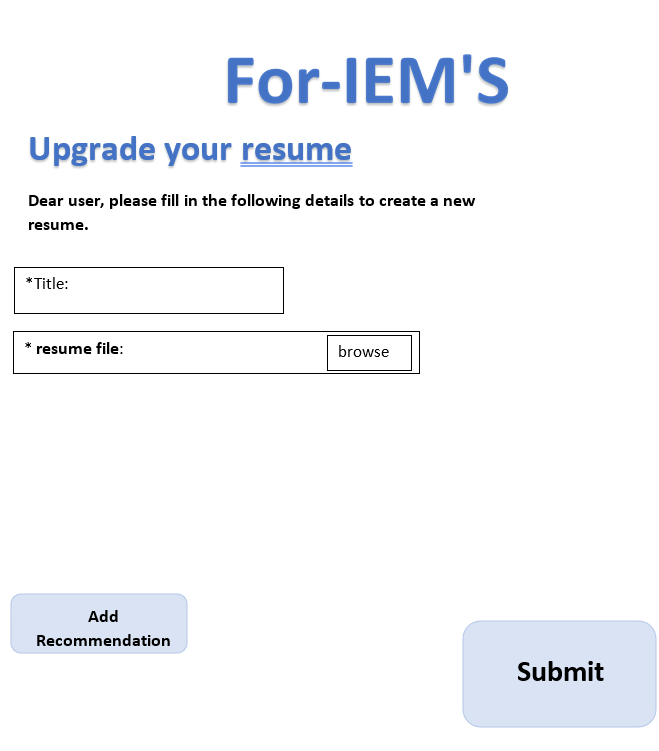 For-IEM'S
Upgrade your resume
Dear user, please fill in the following details to create a new
resume.
*Title:
* resume file:
browse
Add
Recommendation
Submit